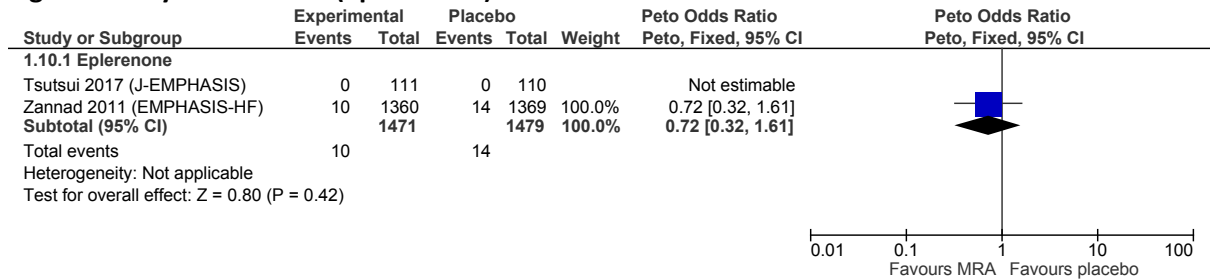 Experimental Placebo Peto Odds Ratio Peto Odds Ratio
Study or Subgroup Events Total Events Total Weight Peto, Fixed, 95% CI Peto, Fixed, 95% CI
1.10.1 Eplerenone
Tsutsui 2017 (J-EMPHASIS) 0 111 0 110 Not estimable
Zannad 2011 (EMPHASIS-HF) 10 1360 14 1369 100.0% 0.72 [0.32, 1.61]
Subtotal (95% CI) 1471 1479 100.0% 0.72 [0.32, 1.61]
Total events 10 14
Heterogeneity: Not applicable
Test for overall effect: Z = 0.80 (P = 0.42)
0.01 0.1 1 10 100
Favours MRA Favours placebo